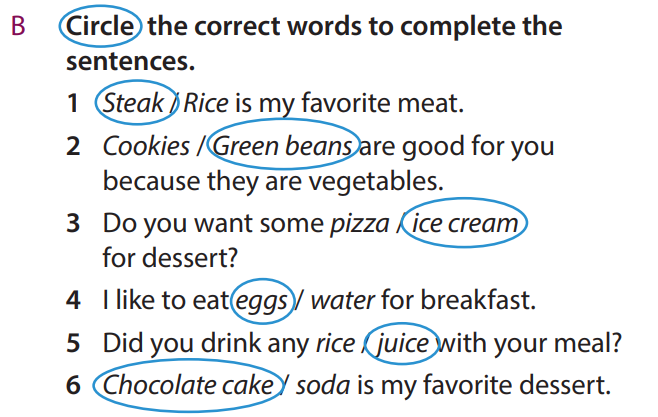 B Circle the correct words to complete the
sentences.
1 Steak / Rice is my favorite meat.
2 Cookies / Green beans are good for you
because they are vegetables.
3 Do you want some pizza / ice cream
for dessert?
4 I like to eat eggs / water for breakfast.
5 Did you drink any rice / juice with your meal?
6 Chocolate cake / soda is my favorite dessert.